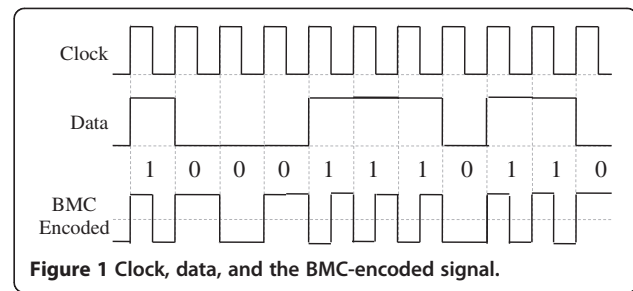 Clock
Data
1 0 0 0 1 1 1 0 1 1 0
BMC
Encoded
Figure 1 Clock, data, and the BMC-encoded signal.